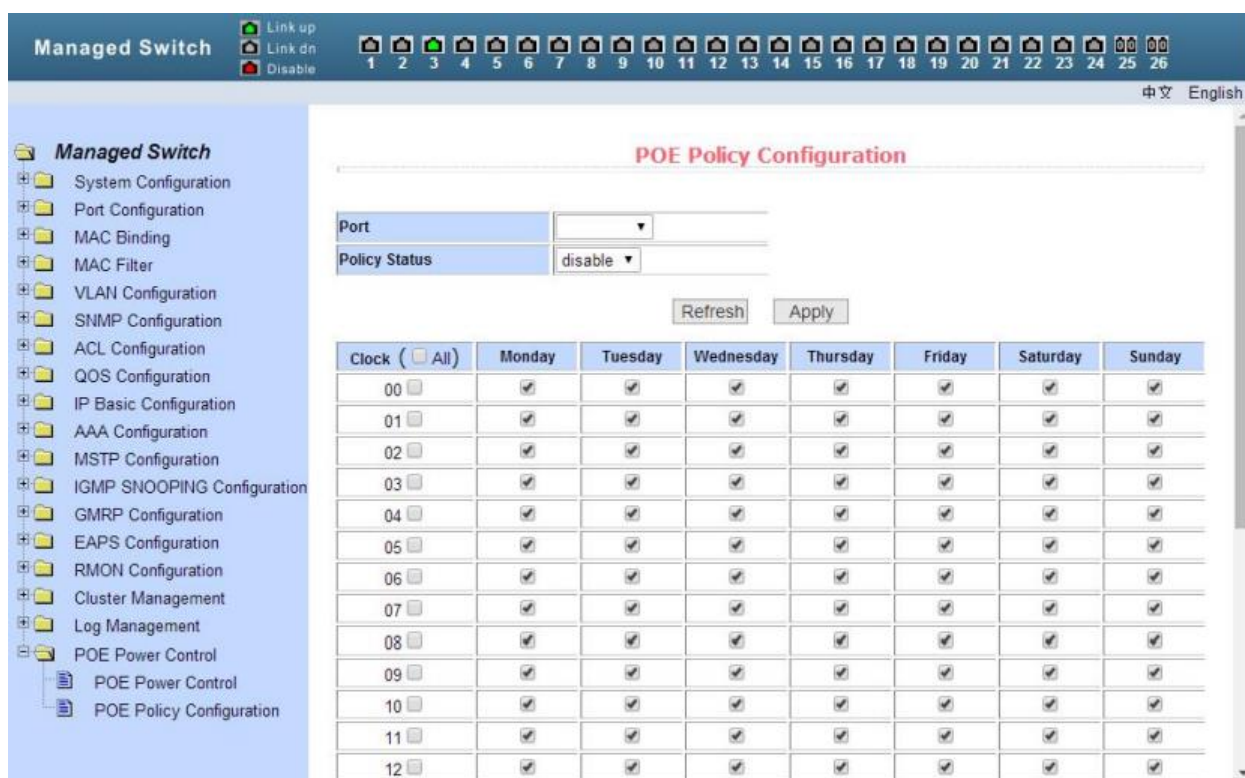 Managed Switch
Link up
Link dn
Disable
1 2 3 4 5 6 7 8 9 10 11 12 13 14 15 16 17 18 19 20 21 22 23 24 25 26
中文 English
Managed Switch
System Configuration
Port Configuration
MAC Binding
MAC Filter
VLAN Configuration
SNMP Configuration
ACL Configuration
QOS Configuration
IP Basic Configuration
AAA Configuration
MSTP Configuration
IGMP SNOOPING Configuration
GMRP Configuration
EAPS Configuration
RMON Configuration
Cluster Management
Log Management
POE Power Control
POE Power Control
POE Policy Configuration
POE Policy Configuration
Port
Policy Status disable
Refresh Apply
Clock ( All) Monday Tuesday Wednesday Thursday Friday Saturday Sunday
00
01
02
03
04
05
06
07
08
09
10
11
12